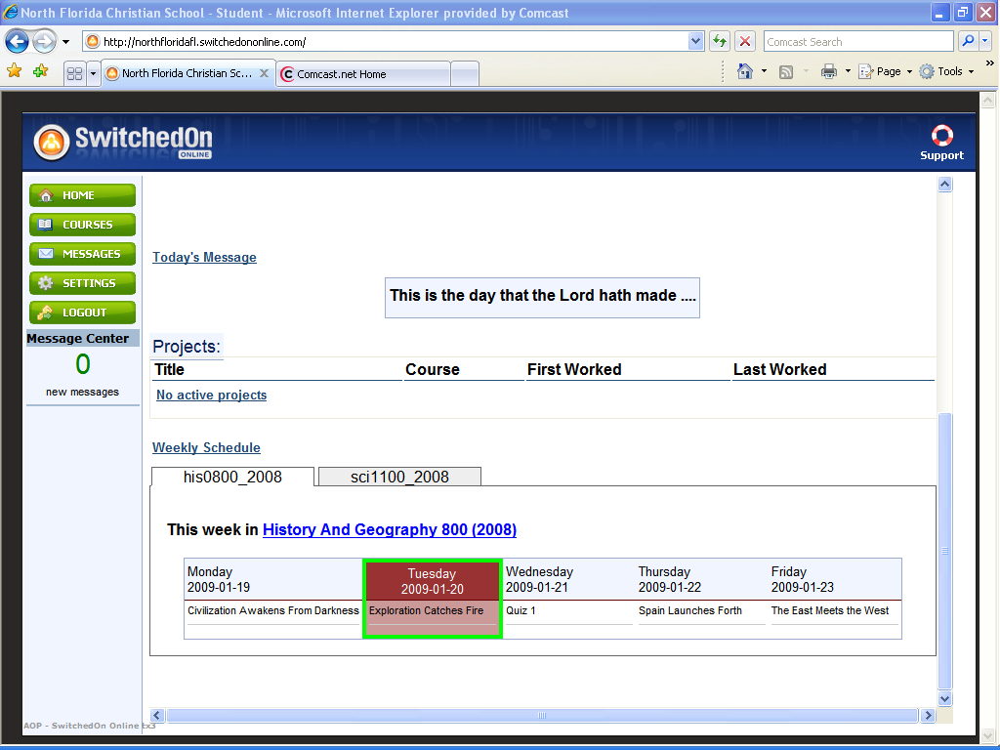 North Florida Christian School - Student - Microsoft Internet Explorer provided by Comcast
http://northfloridafl.switchedononline.com/
Comcast Search
North Florida Christian Sc...
Comcast.net Home
Page
Tools
SwitchedOn
ONLINE
Support
HOME
COURSES
MESSAGES
SETTINGS
LOGOUT
Message Center
0
new messages
Today's Message
This is the day that the Lord hath made ....
Projects:
Title Course First Worked Last Worked
No active projects
Weekly Schedule
his0800_2008 sci1100_2008
This week in History And Geography 800 (2008)
Monday Tuesday Wednesday Thursday Friday
2009-01-19 2009-01-20 2009-01-21 2009-01-22 2009-01-23
Civilization Awakens From Darkness Exploration Catches Fire Quiz 1 Spain Launches Forth The East Meets the West
AOP - SwitchedOn Online tx3